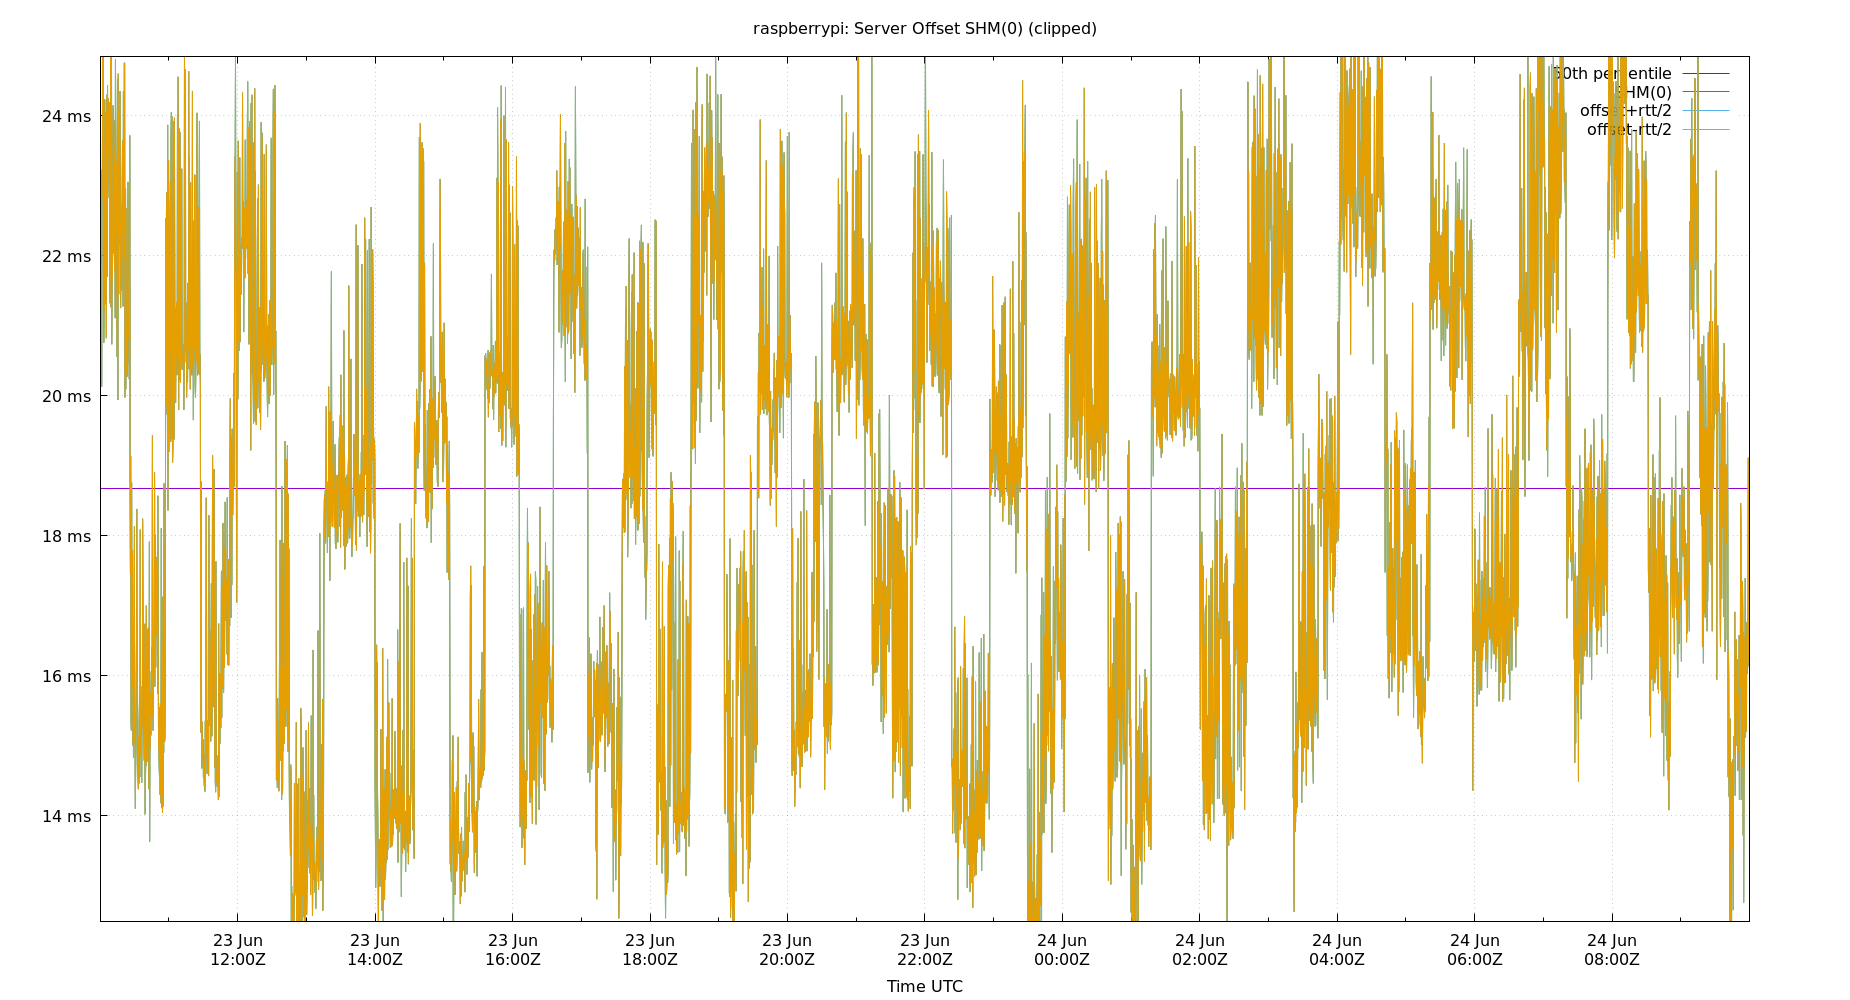 raspberrypi: Server Offset SHM(0) (clipped)
50th percentile
SHM(0)
offset+rtt/2
offset-rtt/2
24 ms
22 ms
20 ms
18 ms
16 ms
14 ms
23 Jun 23 Jun 23 Jun 23 Jun 23 Jun 23 Jun 24 Jun 24 Jun 24 Jun 24 Jun 24 Jun
12:00Z 14:00Z 16:00Z 18:00Z 20:00Z 22:00Z 00:00Z 02:00Z 04:00Z 06:00Z 08:00Z
Time UTC